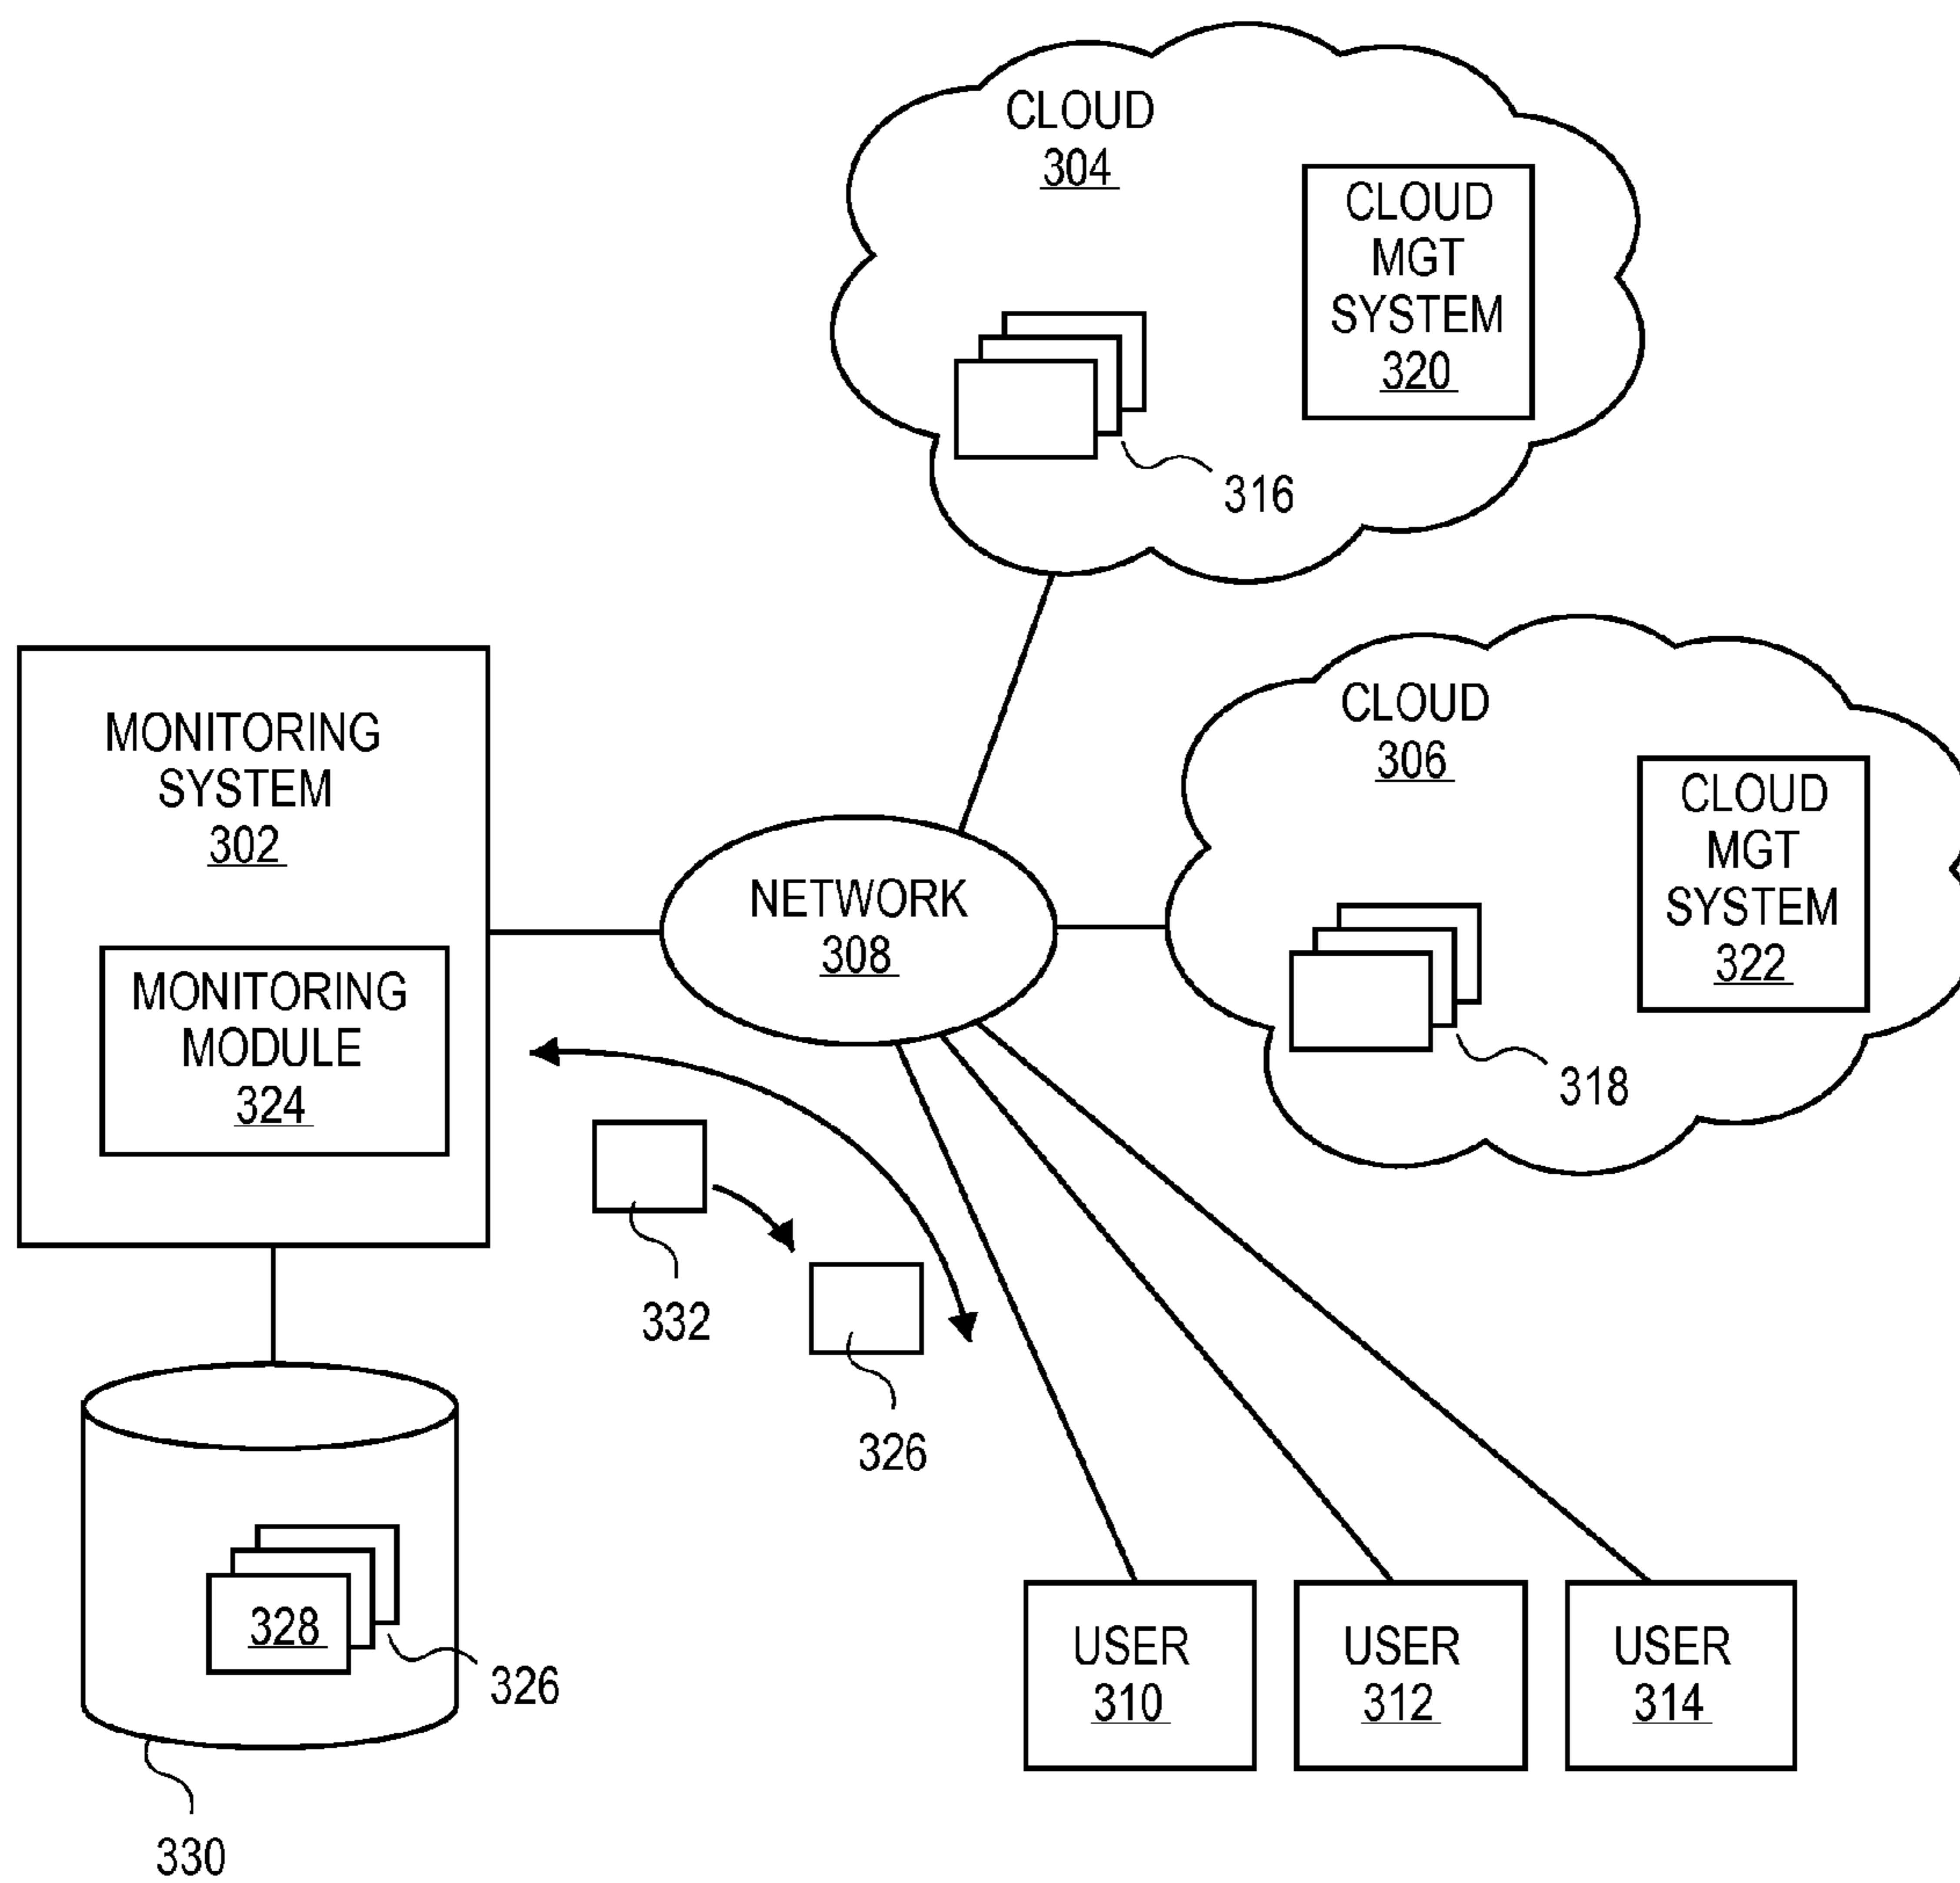 CLOUD
304
CLOUD
MGT
SYSTEM
320
316
MONITORING
SYSTEM
302
MONITORING
MODULE
324
NETWORK
308
CLOUD
306
CLOUD
MGT
SYSTEM
322
318
332
326
328
326
330
USER
310
USER
312
USER
314